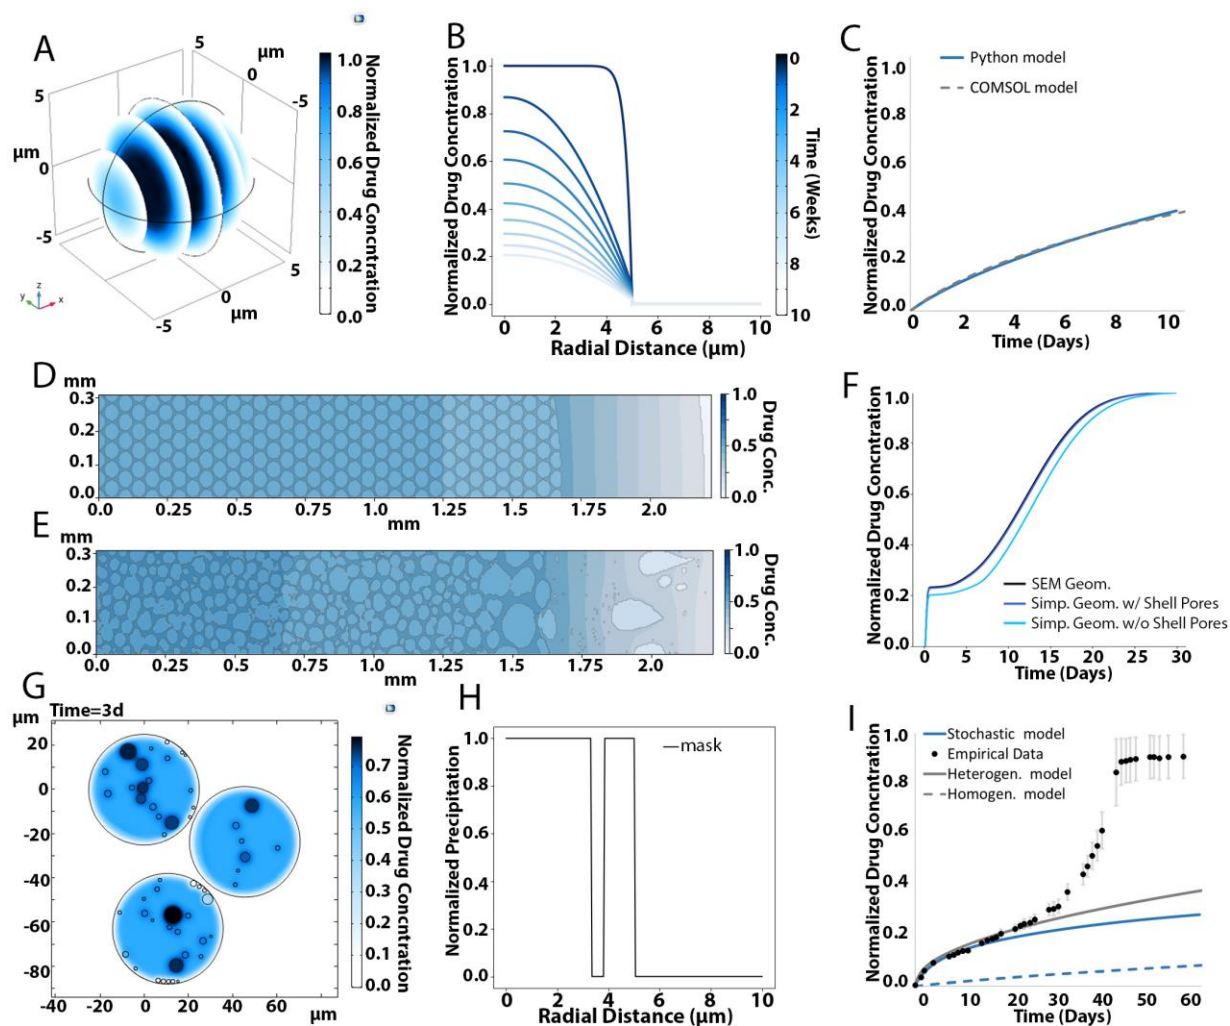 A
5
μm
0
-5
5
μm
0
-5
μm
0
-5
5
0
μm
-5
z
y
x
1.0
0.8
0.6
0.4
0.2
0.0
Normalized Drug Concntration
B
Normalized Drug Concntration
1.0
0.8
0.6
0.4
0.2
0.0
0 2 4 6 8 10
Radial Distance (μm)
0
2
4
6
8
10
Time (Weeks)
C
Python model
COMSOL model
Normalized Drug Concntration
1.0
0.8
0.6
0.4
0.2
0.0
0 2 4 6 8 10
Time (Days)
D
mm
0.3
0.2
0.1
0.0
0.0 0.25 0.5 0.75 1.0 1.25 1.5 1.75 2.0
mm
1.0
0.5
0.0
Drug Conc.
E
mm
0.3
0.2
0.1
0.0
0.0 0.25 0.5 0.75 1.0 1.25 1.5 1.75 2.0
mm
1.0
0.5
0.0
Drug Conc.
F
Normalized Drug Concntration
1.0
0.8
0.6
0.4
0.2
0.0
SEM Geom.
Simp. Geom. w/ Shell Pores
Simp. Geom. w/o Shell Pores
0 5 10 15 20 25 30
Time (Days)
G
Time=3d
μm
20
0
-20
-40
-60
-80
-40 -20 0 20 40 60
μm
0.7
0.6
0.5
0.4
0.3
0.2
0.1
0.0
Normalized Drug Concntration
H
Normalized Precipitation
1.0
0.8
0.6
0.4
0.2
0.0
mask
0 2 4 6 8 10
Radial Distance (μm)
I
Stochastic model
Empirical Data
Heterogen. model
Homogen. model
Normalized Drug Concntration
1.0
0.8
0.6
0.4
0.2
0.0
0 10 20 30 40 50 60
Time (Days)